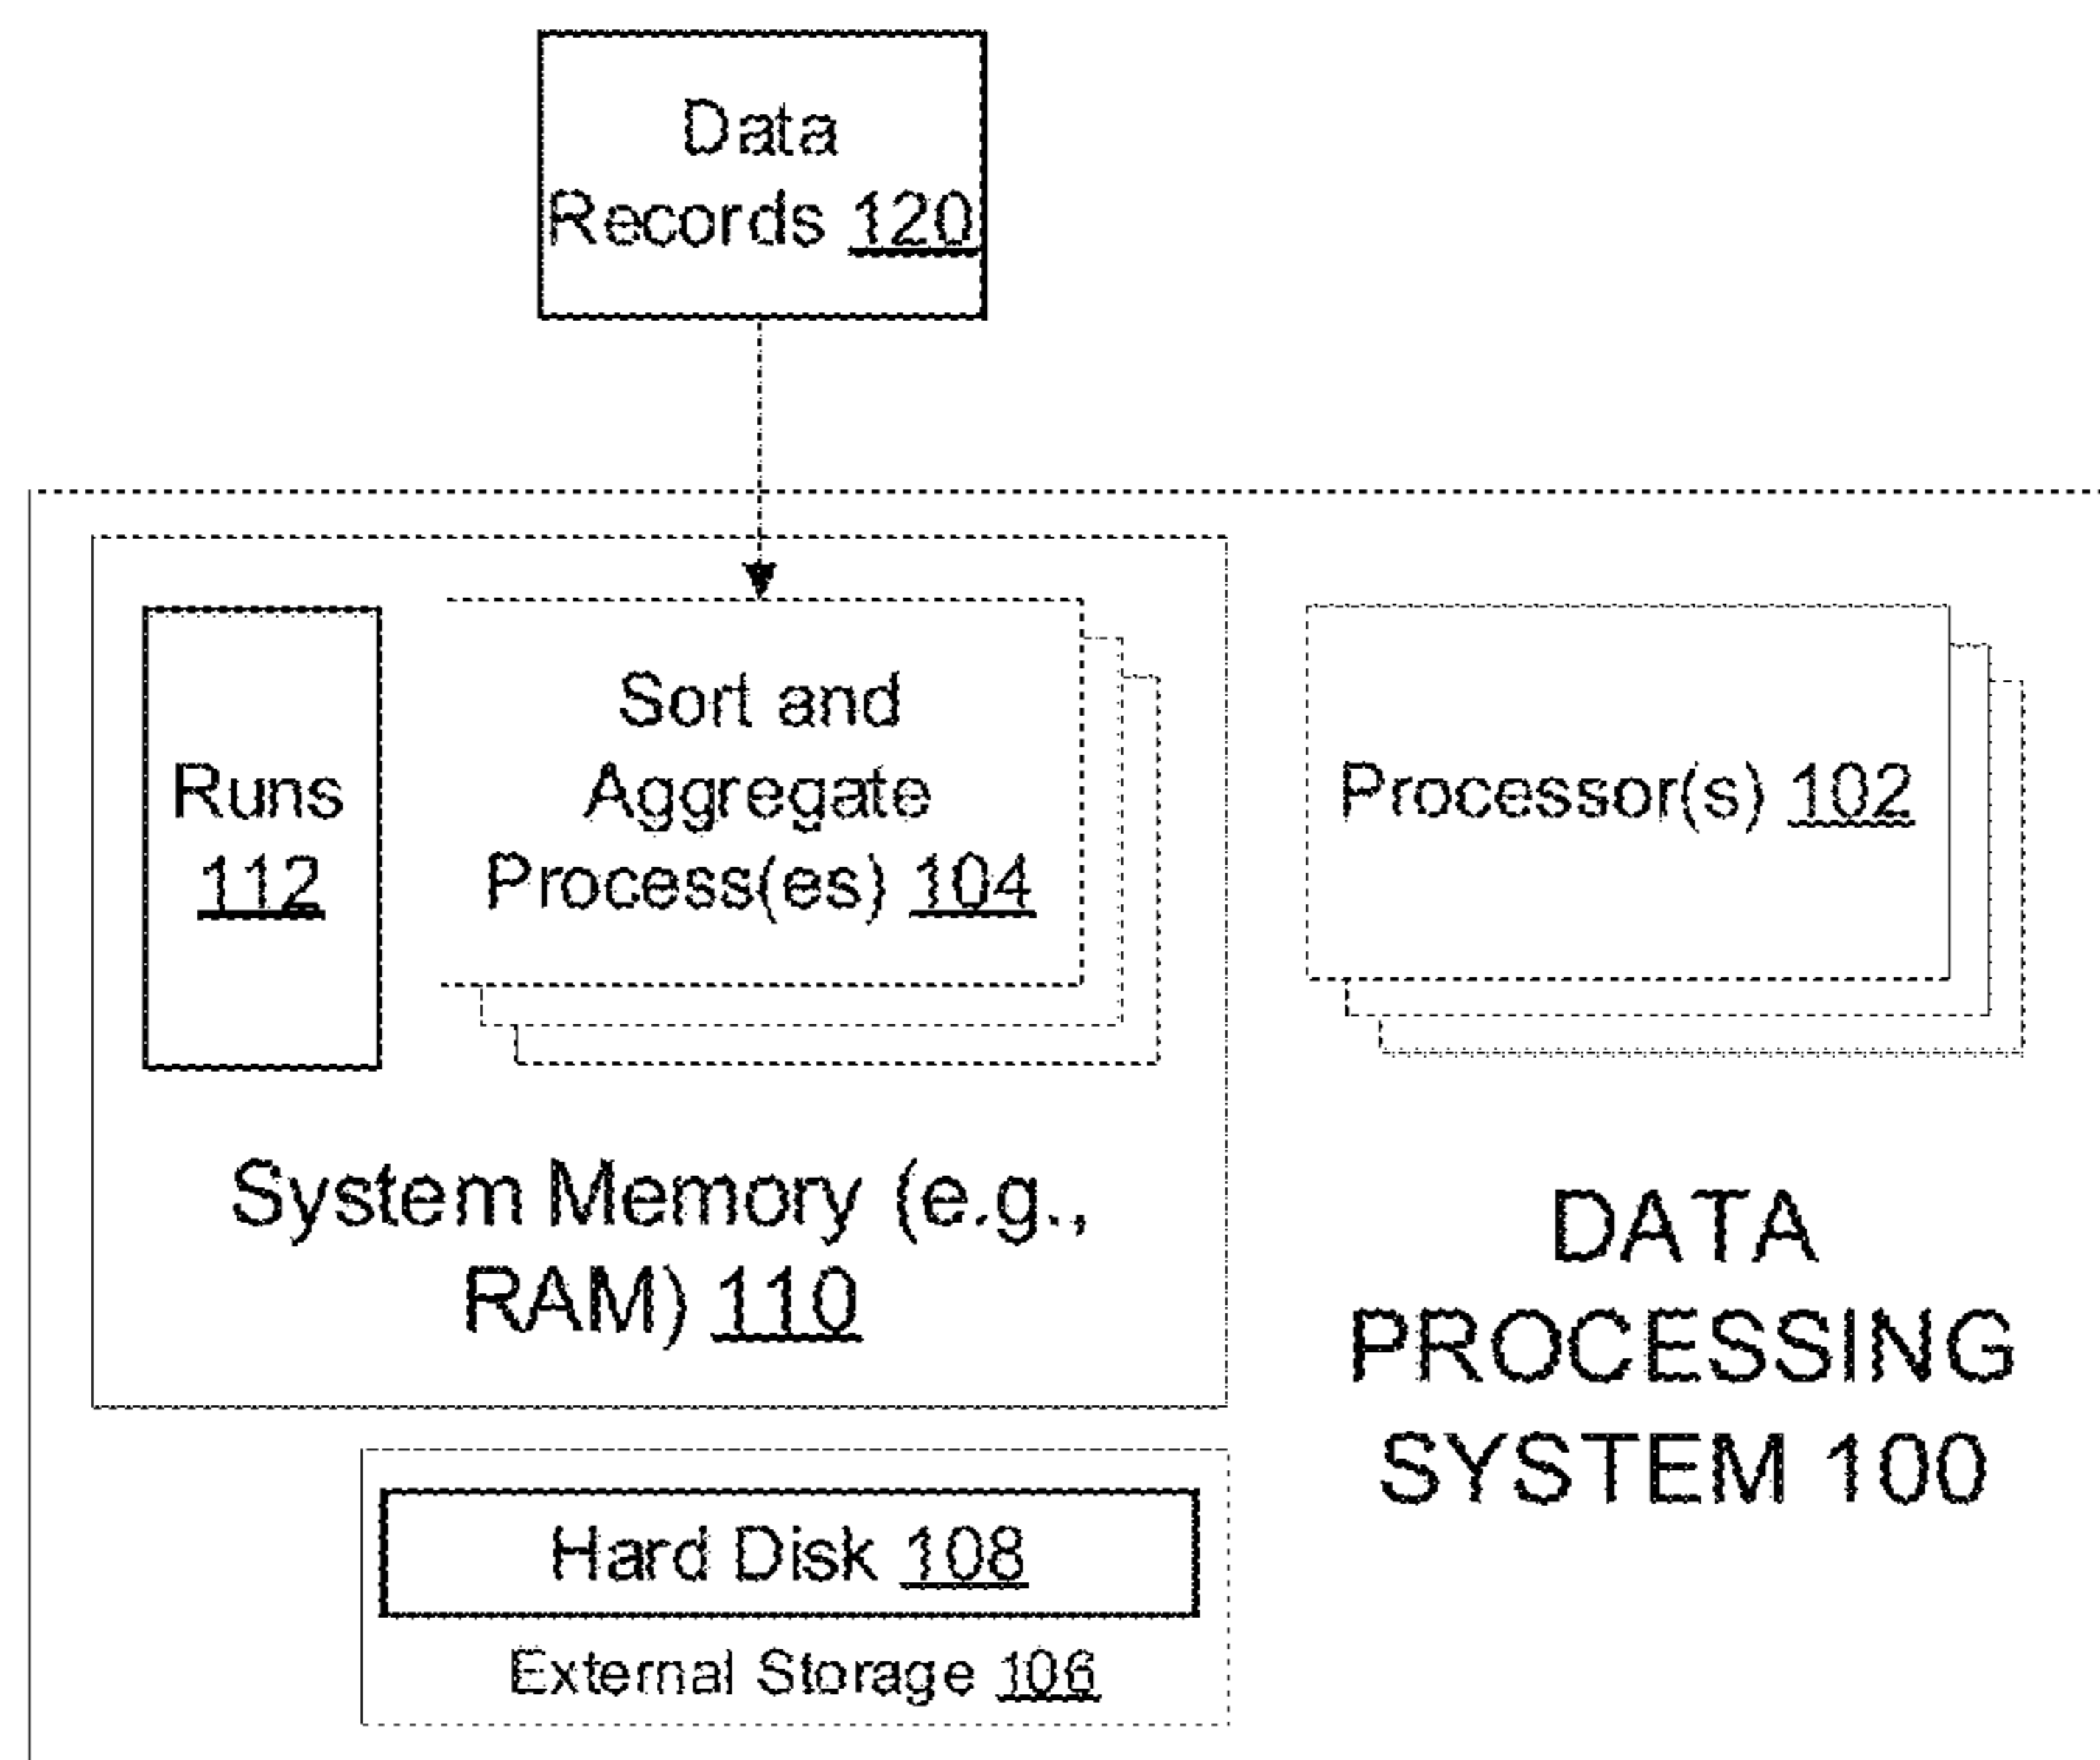 Data
Records 120
Runs
112
Sort and
Aggregate
Process(es) 104
Processor(s) 102
System Memory (e.g.,
RAM) 110
DATA
PROCESSING
SYSTEM 100
Hard Disk 108
External Storage 106